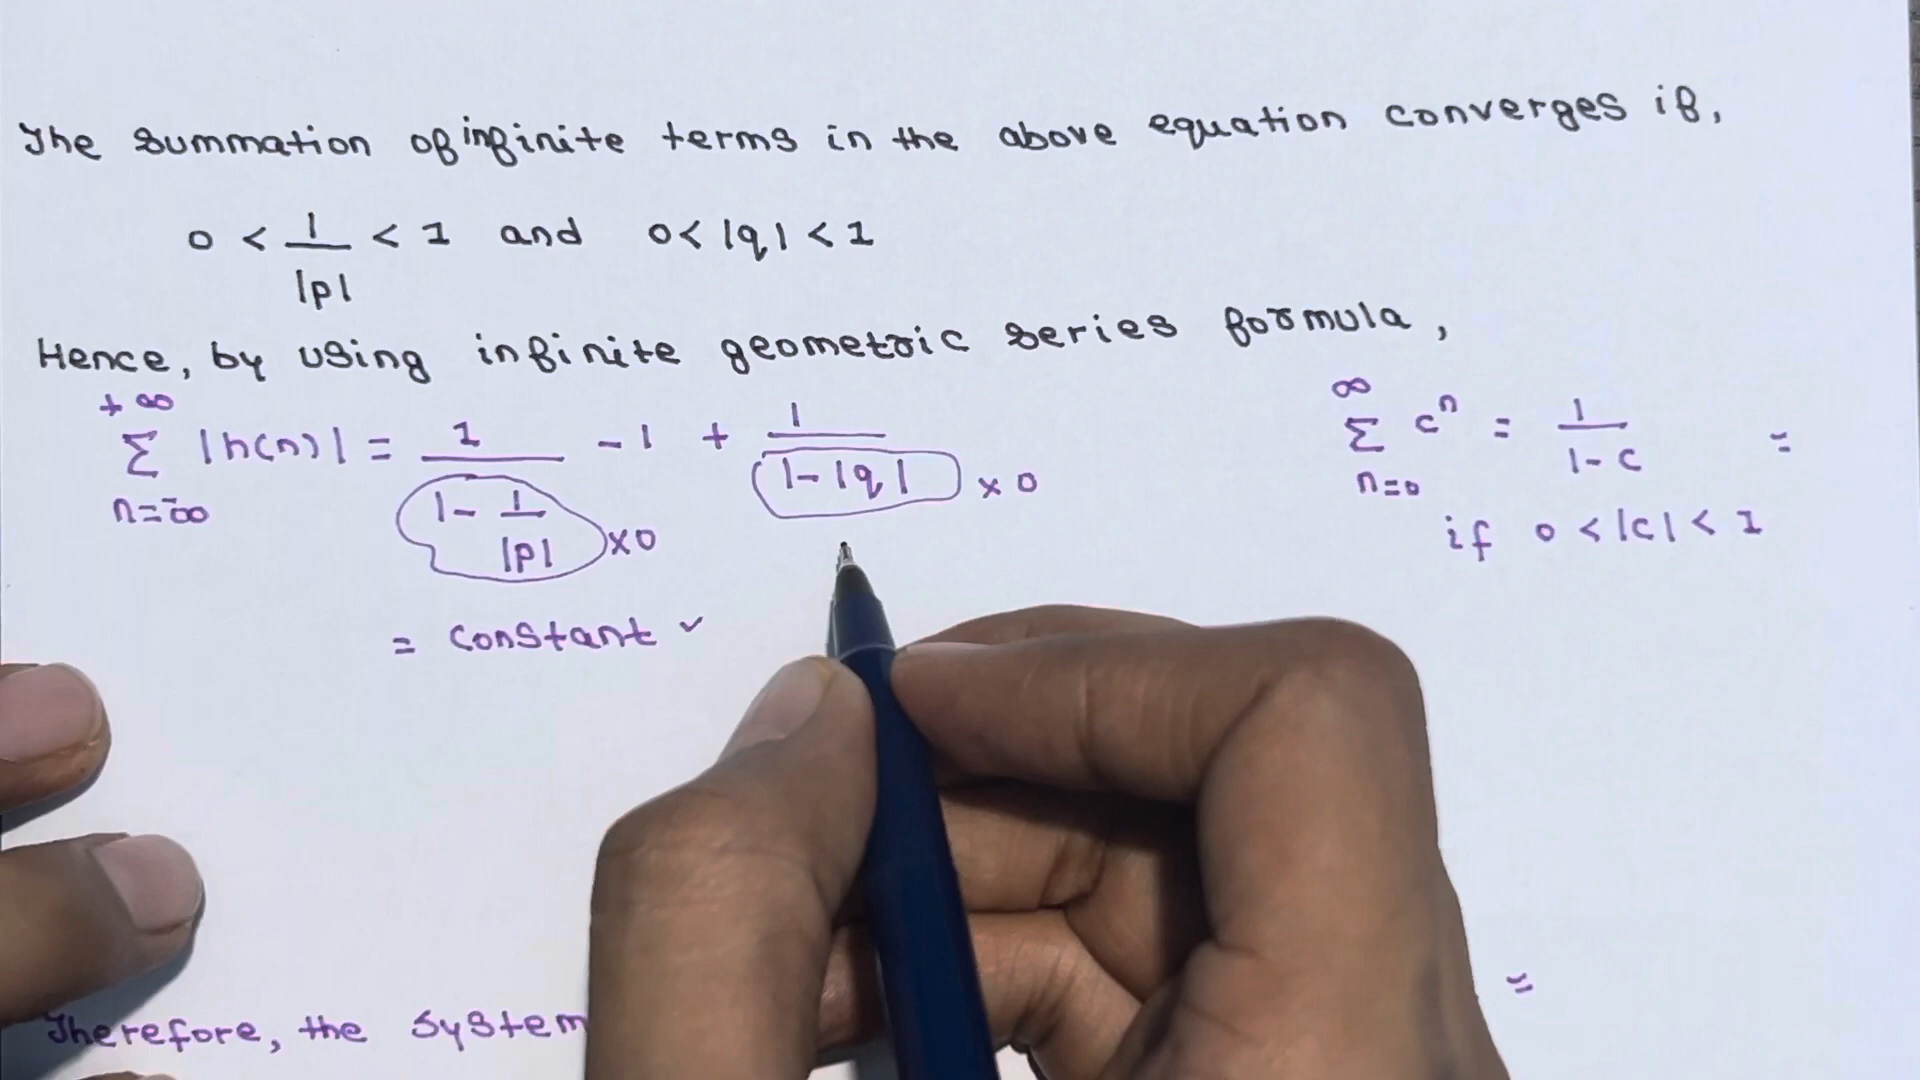 The summation of infinite terms in the above equation converges if,
0 < 1/|p| < 1 and 0 < |q| < 1
Hence, by using infinite geometric series formula,
+∞ Σ n=-∞ |h(n)| = 1/(1 - 1/|p|) ×0 - 1 + 1/(1-|q|) ×0
∞ Σ n=0 cⁿ = 1/(1-c) =
if 0 < |c| < 1
= constant ✓
Therefore, the system
=